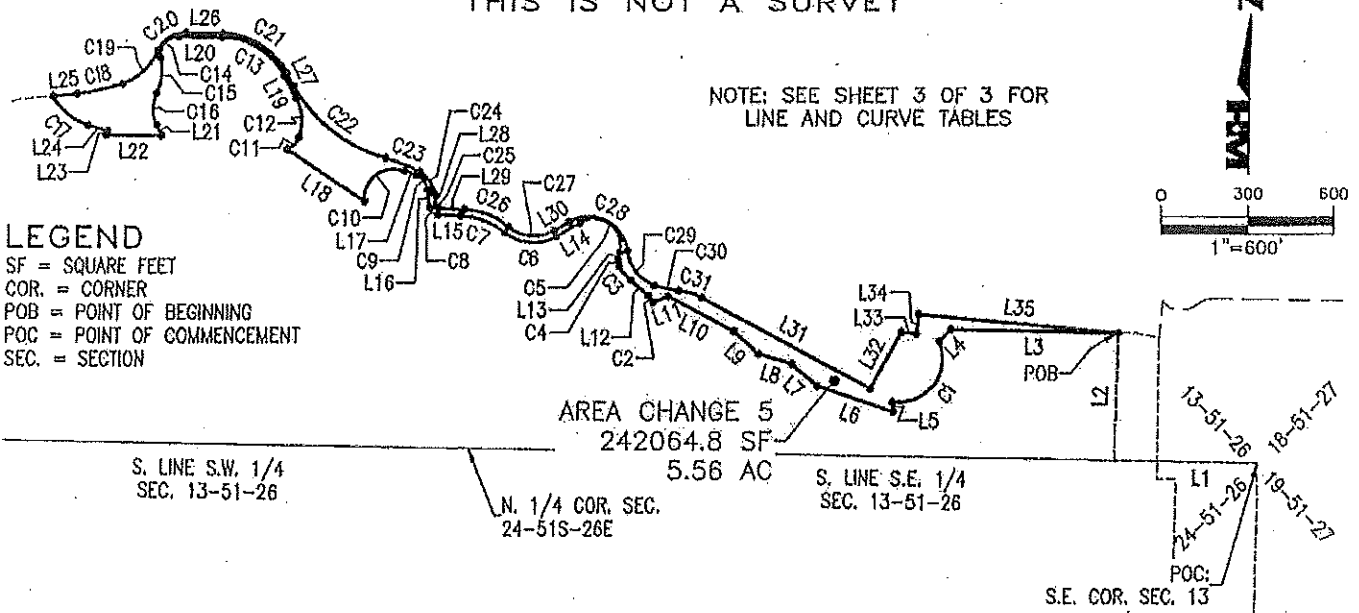 THIS IS NOT A SURVEY
C20
L26
C19
L20
C21
C14
C13
L27
L25
C18
C15
L19
C24
C16
C12
C22
L28
C17
L21
C25
L24
L22
C11
C23
L29
L23
L18
C10
C26
C27
L30
C28
L17
L15
C7
L14
C29
C9
C8
C6
C30
L16
C5
C3
C31
L13
L11
L10
C4
L12
C2
L9
L31
L8
L7
L32
L6
L33
L34
L35
L4
L3
C1
L5
L2
POB
NOTE: SEE SHEET 3 OF 3 FOR
LINE AND CURVE TABLES
HM
0 300 600
1"=600'
LEGEND
SF = SQUARE FEET
COR. = CORNER
POB = POINT OF BEGINNING
POC = POINT OF COMMENCEMENT
SEC. = SECTION
AREA CHANGE 5
242064.8 SF
5.56 AC
S. LINE S.W. 1/4
SEC. 13-51-26
N. 1/4 COR. SEC.
24-51S-26E
S. LINE S.E. 1/4
SEC. 13-51-26
L1
13-51-26
18-51-27
24-51-26
19-51-27
POC:
S.E. COR. SEC. 13